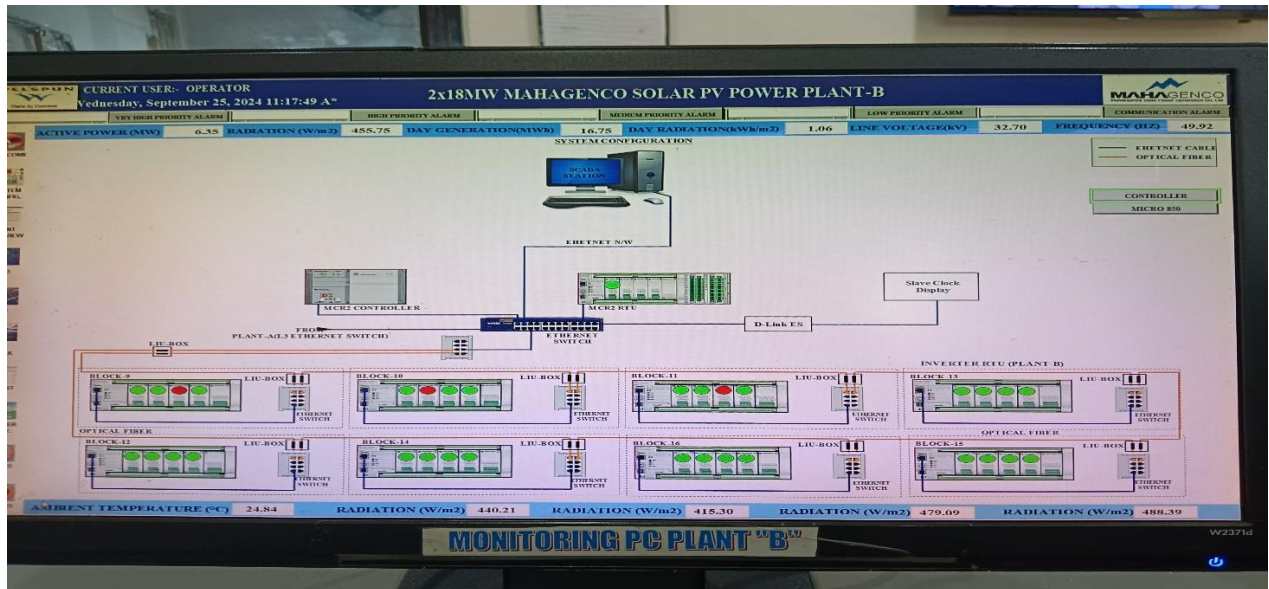 CURRENT USER:- OPERATOR
Wednesday, September 25, 2024 11:17:49 A*
2x18MW MAHAGENCO SOLAR PV POWER PLANT-B
MAHAGENCO
VRY HIGH PRIORITY ALARM
HIGH PRIORITY ALARM
MEDIUM PRIORITY ALARM
LOW PRIORITY ALARM
COMMUNICATION ALARM
ACTIVE POWER (MW) 6.35 RADIATION (W/m2) 455.75 DAY GENERATION(MWh) 16.75 DAY RADIATION(kWh/m2) 1.06 LINE VOLTAGE(kV) 32.70 FREQUENCY (HZ) 49.92
SYSTEM CONFIGURATION
EHETNET CABLE
OPTICAL FIBER
SCADA
STATION
CONTROLLER
MICRO 850
EHETNET N/W
Slave Clock
Display
MCR2 CONTROLLER
MCR2 RTU
D-Link ES
FROM
PLANT-A(L3 ETHERNET SWITCH)
ETHERNET
SWITCH
LIU-BOX
INVERTER RTU (PLANT B)
BLOCK-9 LIU-BOX
BLOCK-10 LIU-BOX
BLOCK-11 LIU-BOX
BLOCK-13 LIU-BOX
ETHERNET
SWITCH
ETHERNET
SWITCH
ETHERNET
SWITCH
ETHERNET
SWITCH
OPTICAL FIBER
OPTICAL FIBER
BLOCK-12 LIU-BOX
BLOCK-14 LIU-BOX
BLOCK-16 LIU-BOX
BLOCK-15 LIU-BOX
ETHERNET
SWITCH
ETHERNET
SWITCH
ETHERNET
SWITCH
ETHERNET
SWITCH
AMBIENT TEMPERATURE (°C) 24.84 RADIATION (W/m2) 440.21 RADIATION (W/m2) 415.30 RADIATION (W/m2) 479.09 RADIATION (W/m2) 488.39
MONITORING PC PLANT "B"
W2371d